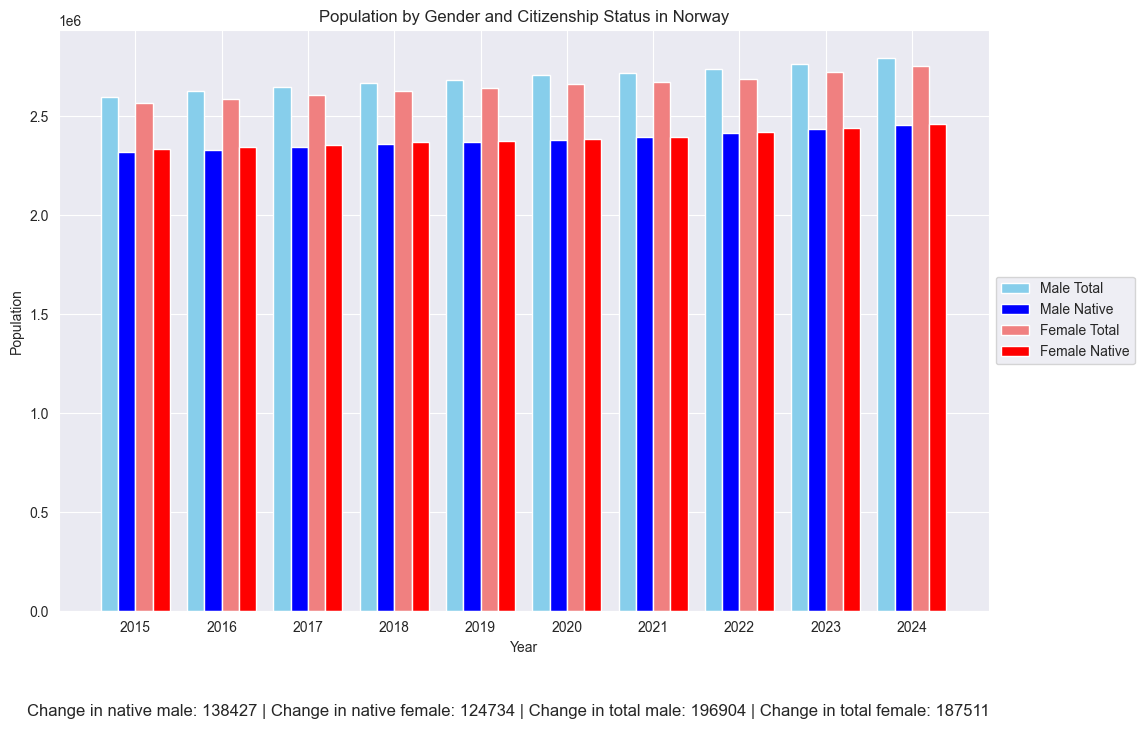 Population by Gender and Citizenship Status in Norway
1e6
2.5
2.0
1.5
1.0
0.5
0.0
Population
2015 2016 2017 2018 2019 2020 2021 2022 2023 2024
Year
Male Total
Male Native
Female Total
Female Native
Change in native male: 138427 | Change in native female: 124734 | Change in total male: 196904 | Change in total female: 187511